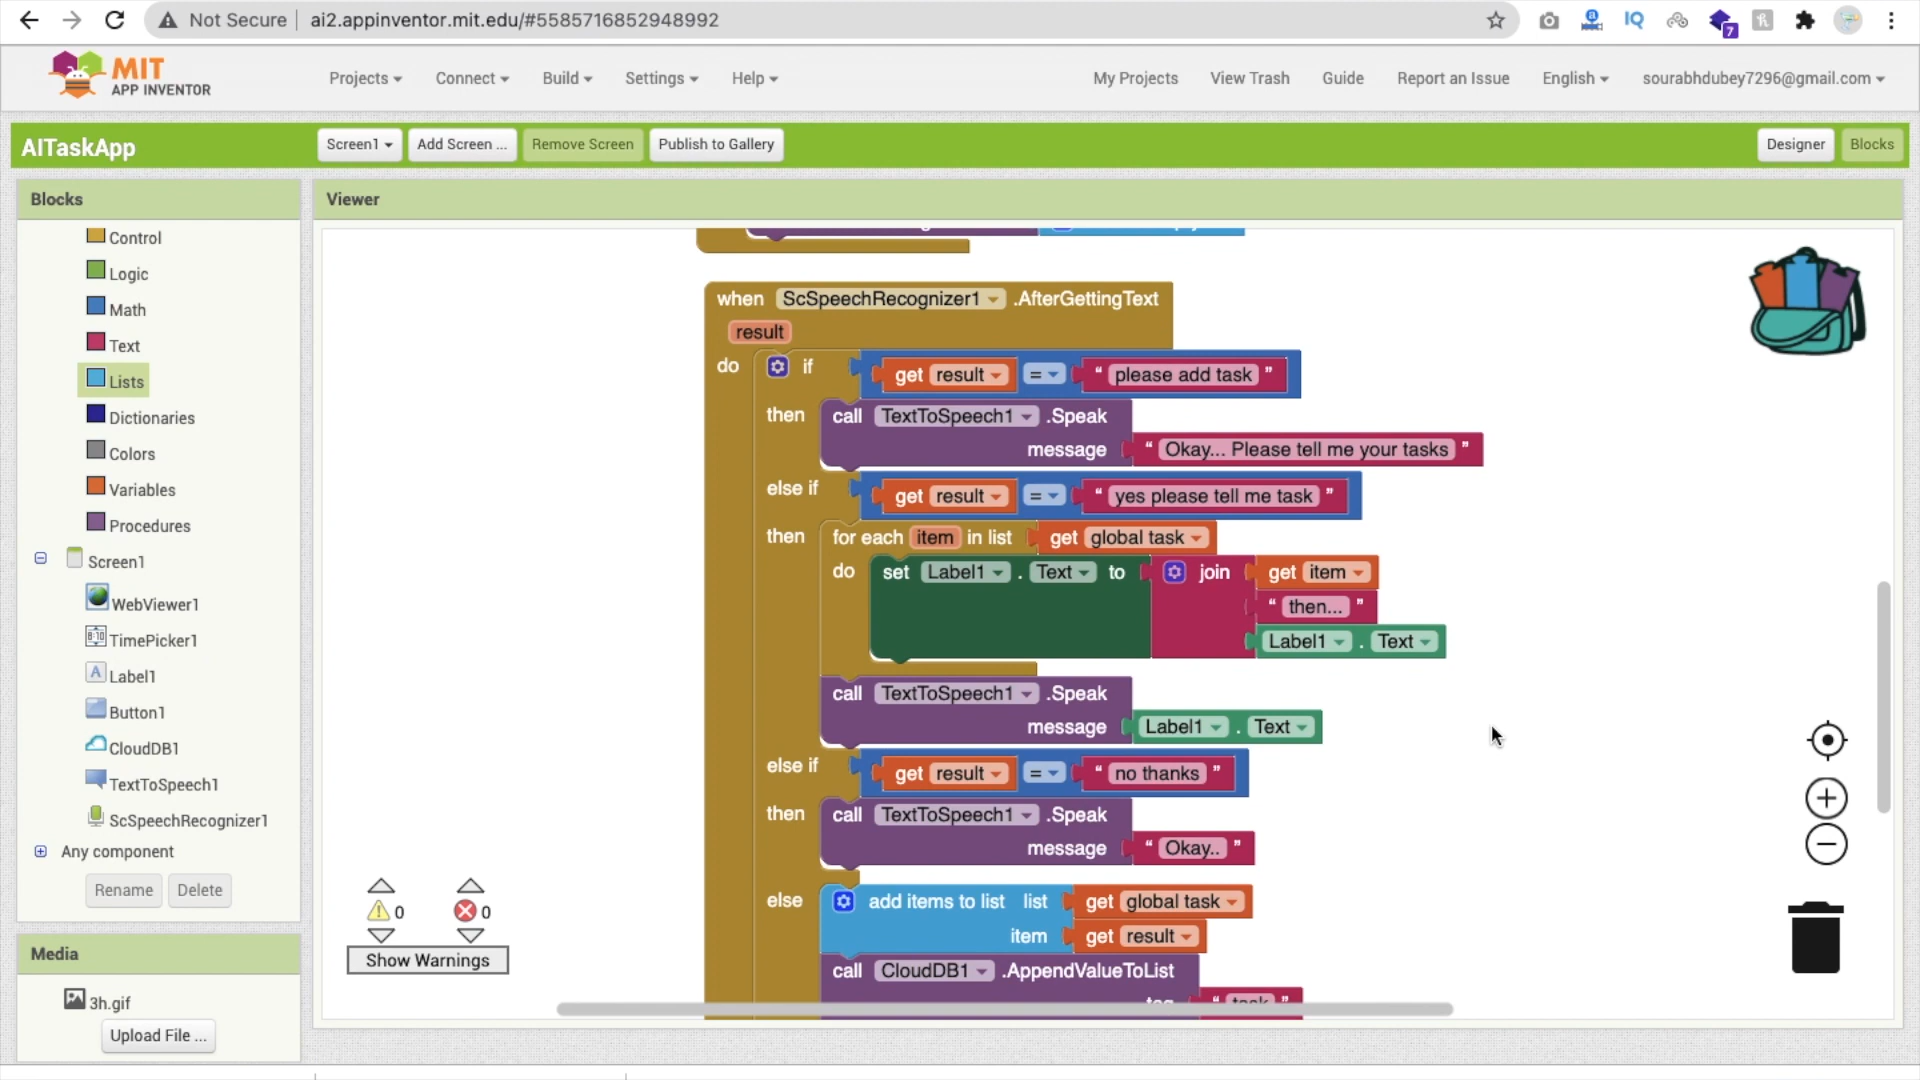 Not Secure
ai2.appinventor.mit.edu/#5585716852948992
IQ
7
MIT
APP INVENTOR
Projects
Connect
Build
Settings
Help
My Projects
View Trash
Guide
Report an Issue
English
sourabhdubey7296@gmail.com
AITaskApp
Screen1
Add Screen ...
Remove Screen
Publish to Gallery
Designer
Blocks
Blocks
Viewer
Control
Logic
Math
Text
Lists
Dictionaries
Colors
Variables
Procedures
Screen1
WebViewer1
TimePicker1
Label1
Button1
CloudDB1
TextToSpeech1
ScSpeechRecognizer1
Any component
Rename
Delete
Media
3h.gif
Upload File ...
when ScSpeechRecognizer1 .AfterGettingText
result
do if get result = “ please add task ”
then call TextToSpeech1 .Speak
message “ Okay... Please tell me your tasks ”
else if get result = “ yes please tell me task ”
then for each item in list get global task
do set Label1 . Text to join get item
“ then... ”
Label1 . Text
call TextToSpeech1 .Speak
message Label1 . Text
else if get result = “ no thanks ”
then call TextToSpeech1 .Speak
message “ Okay.. ”
else add items to list list get global task
item get result
call CloudDB1 .AppendValueToList
tag “ task ”
0
0
Show Warnings